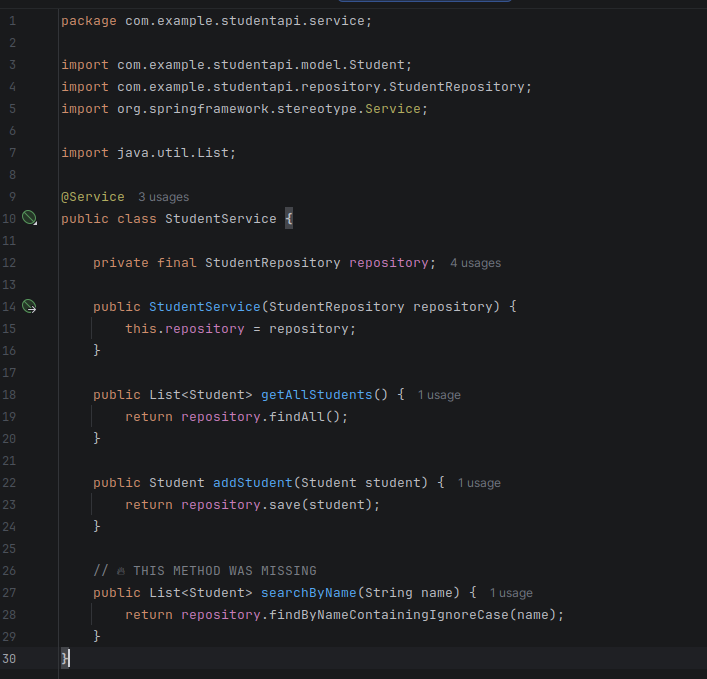 1 package com.example.studentapi.service;
2
3 import com.example.studentapi.model.Student;
4 import com.example.studentapi.repository.StudentRepository;
5 import org.springframework.stereotype.Service;
6
7 import java.util.List;
8
9 @Service 3 usages
10 public class StudentService {
11
12 private final StudentRepository repository; 4 usages
13
14 public StudentService(StudentRepository repository) {
15 this.repository = repository;
16 }
17
18 public List<Student> getAllStudents() { 1 usage
19 return repository.findAll();
20 }
21
22 public Student addStudent(Student student) { 1 usage
23 return repository.save(student);
24 }
25
26 // 🔥 THIS METHOD WAS MISSING
27 public List<Student> searchByName(String name) { 1 usage
28 return repository.findByNameContainingIgnoreCase(name);
29 }
30 }